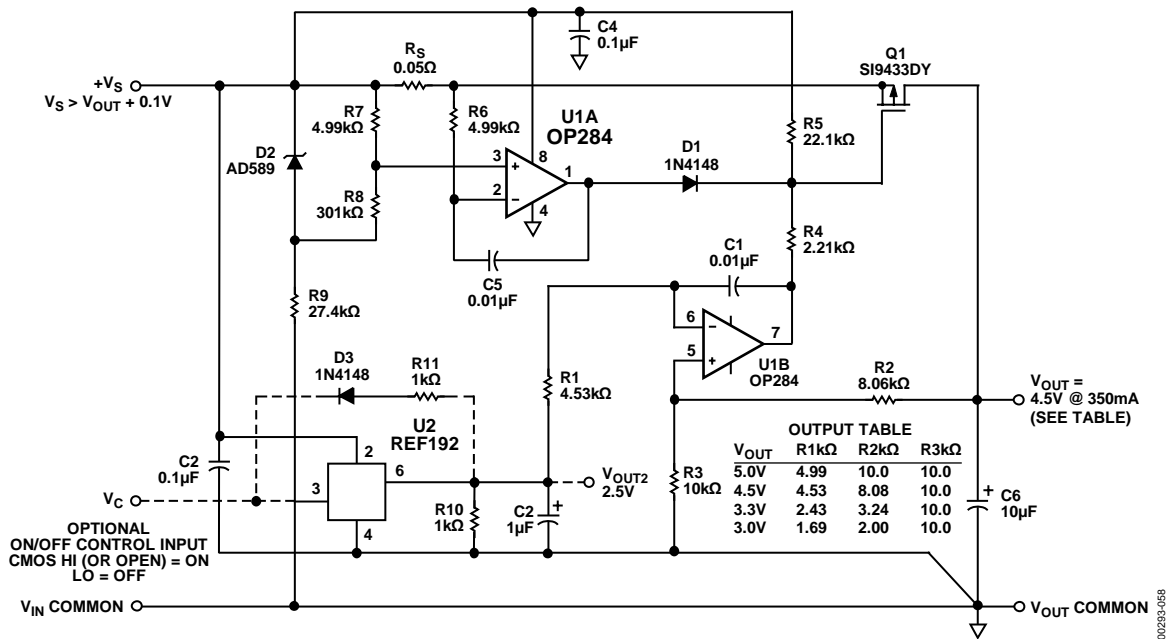 C4
0.1µF
Q1
SI9433DY
RS
0.05Ω
+VS
VS > VOUT + 0.1V
R7
4.99kΩ
R6
4.99kΩ
U1A
OP284
R5
22.1kΩ
D2
AD589
D1
1N4148
3
+
8
1
2
−
4
R8
301kΩ
R4
2.21kΩ
C1
0.01µF
C5
0.01µF
R9
27.4kΩ
6
−
7
5
+
U1B
OP284
D3
1N4148
R11
1kΩ
R1
4.53kΩ
R2
8.06kΩ
VOUT =
4.5V @ 350mA
(SEE TABLE)
U2
REF192
OUTPUT TABLE
VOUT R1kΩ R2kΩ R3kΩ
5.0V 4.99 10.0 10.0
4.5V 4.53 8.08 10.0
3.3V 2.43 3.24 10.0
3.0V 1.69 2.00 10.0
C2
0.1µF
2
6
3
4
VOUT2
2.5V
R3
10kΩ
+
C6
10µF
VC
R10
1kΩ
C2
1µF
+
OPTIONAL
ON/OFF CONTROL INPUT
CMOS HI (OR OPEN) = ON
LO = OFF
VIN COMMON
VOUT COMMON
00293-058